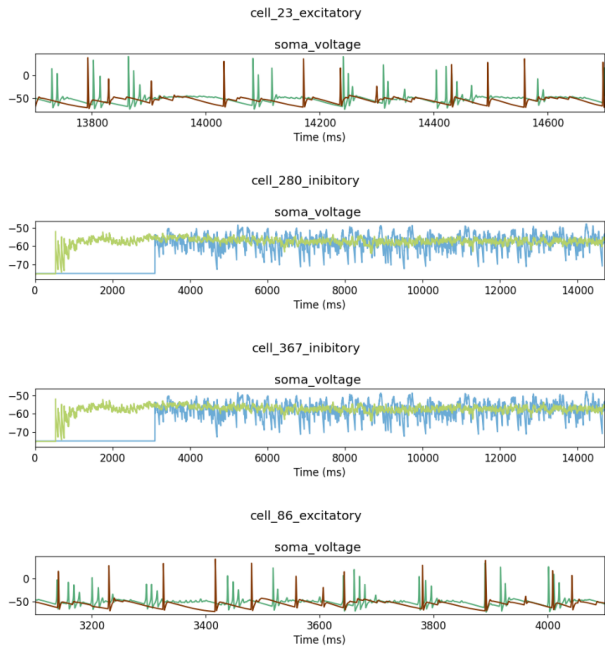 cell_23_excitatory
soma_voltage
0
−50
13800 14000 14200 14400 14600
Time (ms)
cell_280_inibitory
soma_voltage
−50
−60
−70
0 2000 4000 6000 8000 10000 12000 14000
Time (ms)
cell_367_inibitory
soma_voltage
−50
−60
−70
0 2000 4000 6000 8000 10000 12000 14000
Time (ms)
cell_86_excitatory
soma_voltage
0
−50
3200 3400 3600 3800 4000
Time (ms)